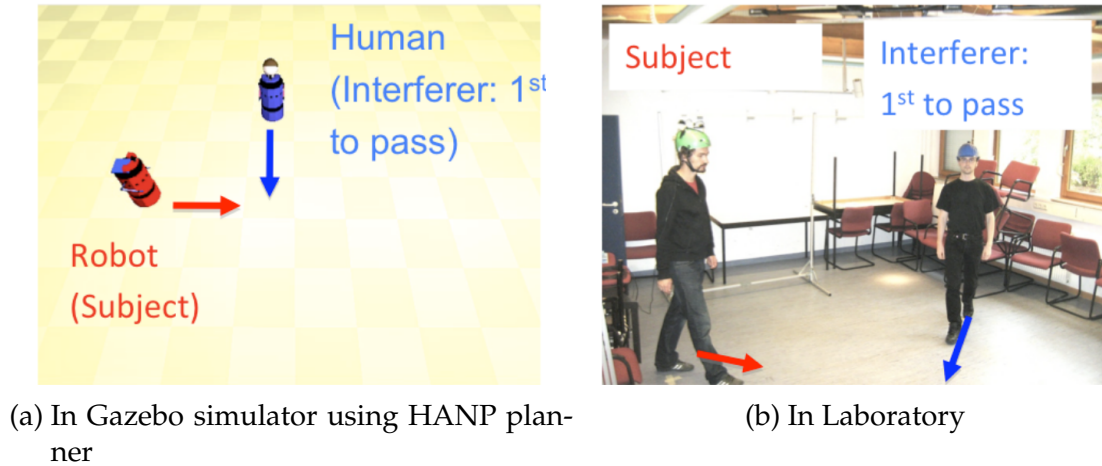 Human
(Interferer: 1st
to pass)
Robot
(Subject)
Subject
Interferer:
1st to pass
(a) In Gazebo simulator using HANP plan-
ner
(b) In Laboratory